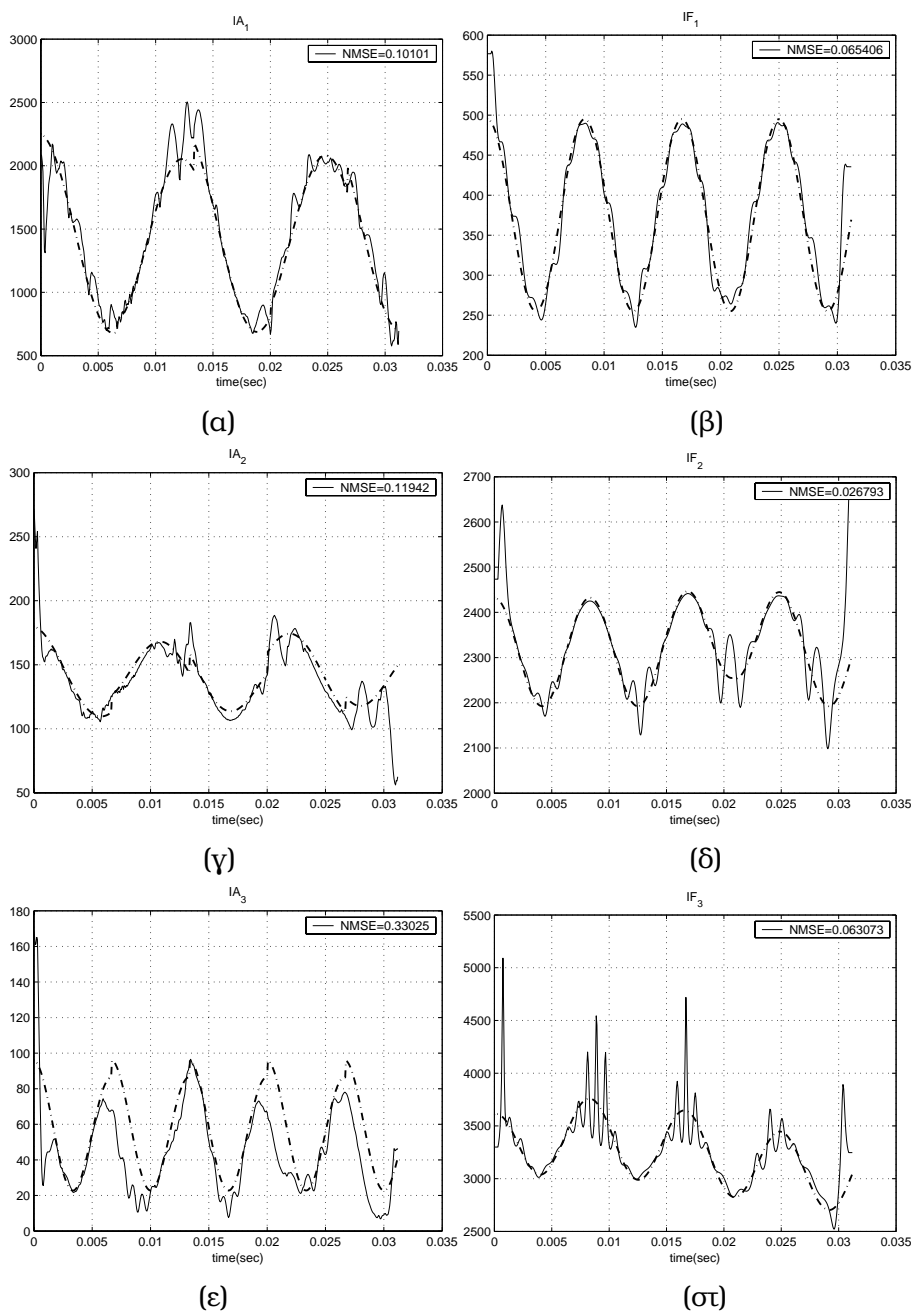 IA1
3000
2500
2000
1500
1000
500
0 0.005 0.01 0.015 0.02 0.025 0.03 0.035
time(sec)
NMSE=0.10101
(α)
IF1
600
550
500
450
400
350
300
250
200
0 0.005 0.01 0.015 0.02 0.025 0.03 0.035
time(sec)
NMSE=0.065406
(β)
IA2
300
250
200
150
100
50
0 0.005 0.01 0.015 0.02 0.025 0.03 0.035
time(sec)
NMSE=0.11942
(γ)
IF2
2700
2600
2500
2400
2300
2200
2100
2000
0 0.005 0.01 0.015 0.02 0.025 0.03 0.035
time(sec)
NMSE=0.026793
(δ)
IA3
180
160
140
120
100
80
60
40
20
0
0 0.005 0.01 0.015 0.02 0.025 0.03 0.035
time(sec)
NMSE=0.33025
(ε)
IF3
5500
5000
4500
4000
3500
3000
2500
0 0.005 0.01 0.015 0.02 0.025 0.03 0.035
time(sec)
NMSE=0.063073
(στ)